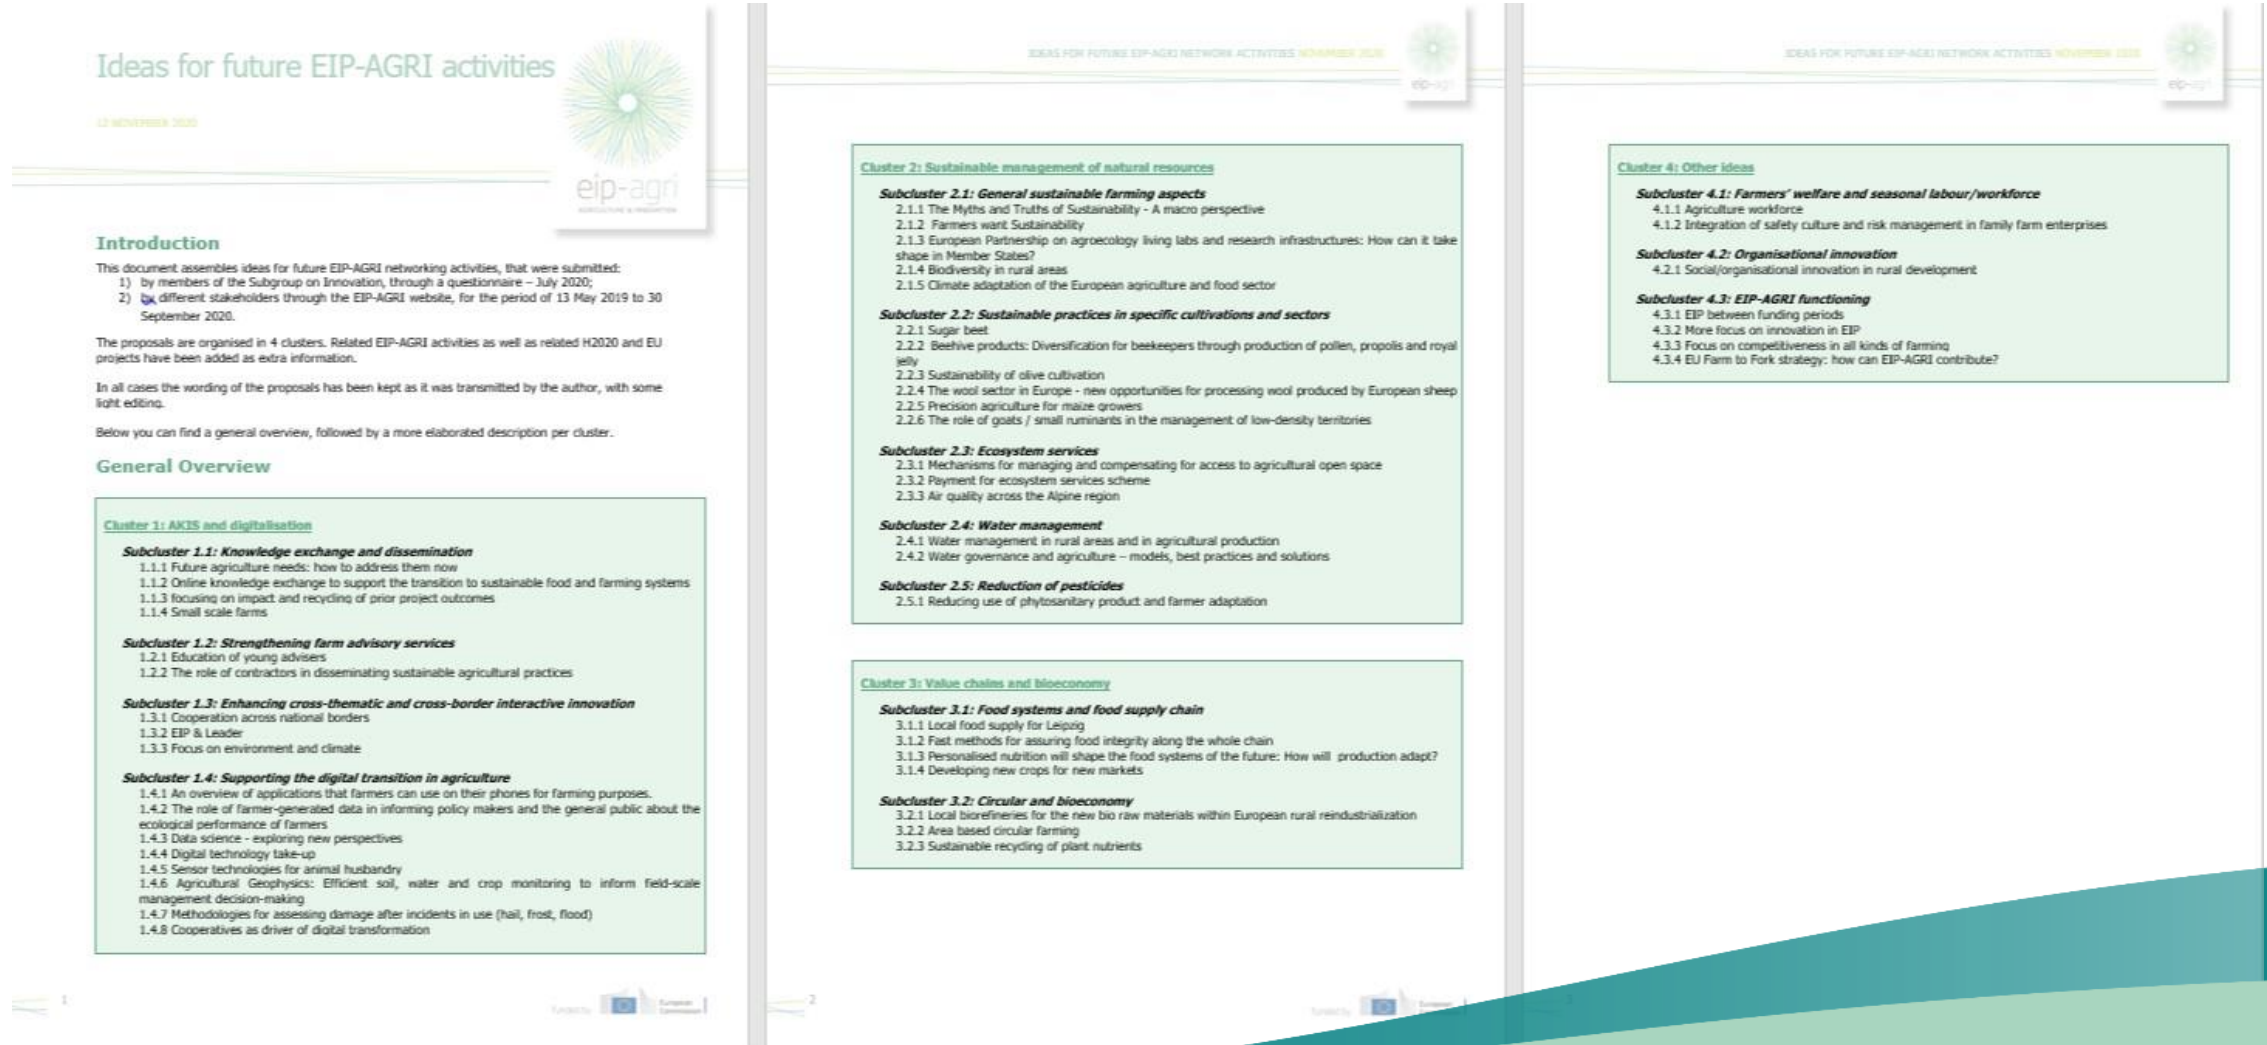 Ideas for future EIP-AGRI activities
12 NOVEMBER 2020
eip-agri
AGRICULTURE & INNOVATION
Introduction
This document assembles ideas for future EIP-AGRI networking activities, that were submitted:
1) by members of the Subgroup on Innovation, through a questionnaire – July 2020;
2) by different stakeholders through the EIP-AGRI website, for the period of 13 May 2019 to 30
September 2020.
The proposals are organised in 4 clusters. Related EIP-AGRI activities as well as related H2020 and EU
projects have been added as extra information.
In all cases the wording of the proposals has been kept as it was transmitted by the author, with some
light editing.
Below you can find a general overview, followed by a more elaborated description per cluster.
General Overview
Cluster 1: AKIS and digitalisation
Subcluster 1.1: Knowledge exchange and dissemination
1.1.1 Future agriculture needs: how to address them now
1.1.2 Online knowledge exchange to support the transition to sustainable food and farming systems
1.1.3 focusing on impact and recycling of prior project outcomes
1.1.4 Small scale farms
Subcluster 1.2: Strengthening farm advisory services
1.2.1 Education of young advisers
1.2.2 The role of contractors in disseminating sustainable agricultural practices
Subcluster 1.3: Enhancing cross-thematic and cross-border interactive innovation
1.3.1 Cooperation across national borders
1.3.2 EIP & Leader
1.3.3 Focus on environment and climate
Subcluster 1.4: Supporting the digital transition in agriculture
1.4.1 An overview of applications that farmers can use on their phones for farming purposes.
1.4.2 The role of farmer-generated data in informing policy makers and the general public about the
ecological performance of farmers
1.4.3 Data science - exploring new perspectives
1.4.4 Digital technology take-up
1.4.5 Sensor technologies for animal husbandry
1.4.6 Agricultural Geophysics: Efficient soil, water and crop monitoring to inform field-scale
management decision-making
1.4.7 Methodologies for assessing damage after incidents in use (hail, frost, flood)
1.4.8 Cooperatives as driver of digital transformation
1
Funded by
European
Commission
IDEAS FOR FUTURE EIP-AGRI NETWORK ACTIVITIES NOVEMBER 2020
eip-agri
Cluster 2: Sustainable management of natural resources
Subcluster 2.1: General sustainable farming aspects
2.1.1 The Myths and Truths of Sustainability - A macro perspective
2.1.2 Farmers want Sustainability
2.1.3 European Partnership on agroecology living labs and research infrastructures: How can it take
shape in Member States?
2.1.4 Biodiversity in rural areas
2.1.5 Climate adaptation of the European agriculture and food sector
Subcluster 2.2: Sustainable practices in specific cultivations and sectors
2.2.1 Sugar beet
2.2.2 Beehive products: Diversification for beekeepers through production of pollen, propolis and royal
jelly
2.2.3 Sustainability of olive cultivation
2.2.4 The wool sector in Europe - new opportunities for processing wool produced by European sheep
2.2.5 Precision agriculture for maize growers
2.2.6 The role of goats / small ruminants in the management of low-density territories
Subcluster 2.3: Ecosystem services
2.3.1 Mechanisms for managing and compensating for access to agricultural open space
2.3.2 Payment for ecosystem services scheme
2.3.3 Air quality across the Alpine region
Subcluster 2.4: Water management
2.4.1 Water management in rural areas and in agricultural production
2.4.2 Water governance and agriculture – models, best practices and solutions
Subcluster 2.5: Reduction of pesticides
2.5.1 Reducing use of phytosanitary product and farmer adaptation
Cluster 3: Value chains and bioeconomy
Subcluster 3.1: Food systems and food supply chain
3.1.1 Local food supply for Leipzig
3.1.2 Fast methods for assuring food integrity along the whole chain
3.1.3 Personalised nutrition will shape the food systems of the future: How will production adapt?
3.1.4 Developing new crops for new markets
Subcluster 3.2: Circular and bioeconomy
3.2.1 Local biorefineries for the new bio raw materials within European rural reindustrialization
3.2.2 Area based circular farming
3.2.3 Sustainable recycling of plant nutrients
2
Funded by
IDEAS FOR FUTURE EIP-AGRI NETWORK ACTIVITIES NOVEMBER 2020
eip-agri
Cluster 4: Other ideas
Subcluster 4.1: Farmers' welfare and seasonal labour/workforce
4.1.1 Agriculture workforce
4.1.2 Integration of safety culture and risk management in family farm enterprises
Subcluster 4.2: Organisational innovation
4.2.1 Social/organisational innovation in rural development
Subcluster 4.3: EIP-AGRI functioning
4.3.1 EIP between funding periods
4.3.2 More focus on innovation in EIP
4.3.3 Focus on competitiveness in all kinds of farming
4.3.4 EU Farm to Fork strategy: how can EIP-AGRI contribute?
3